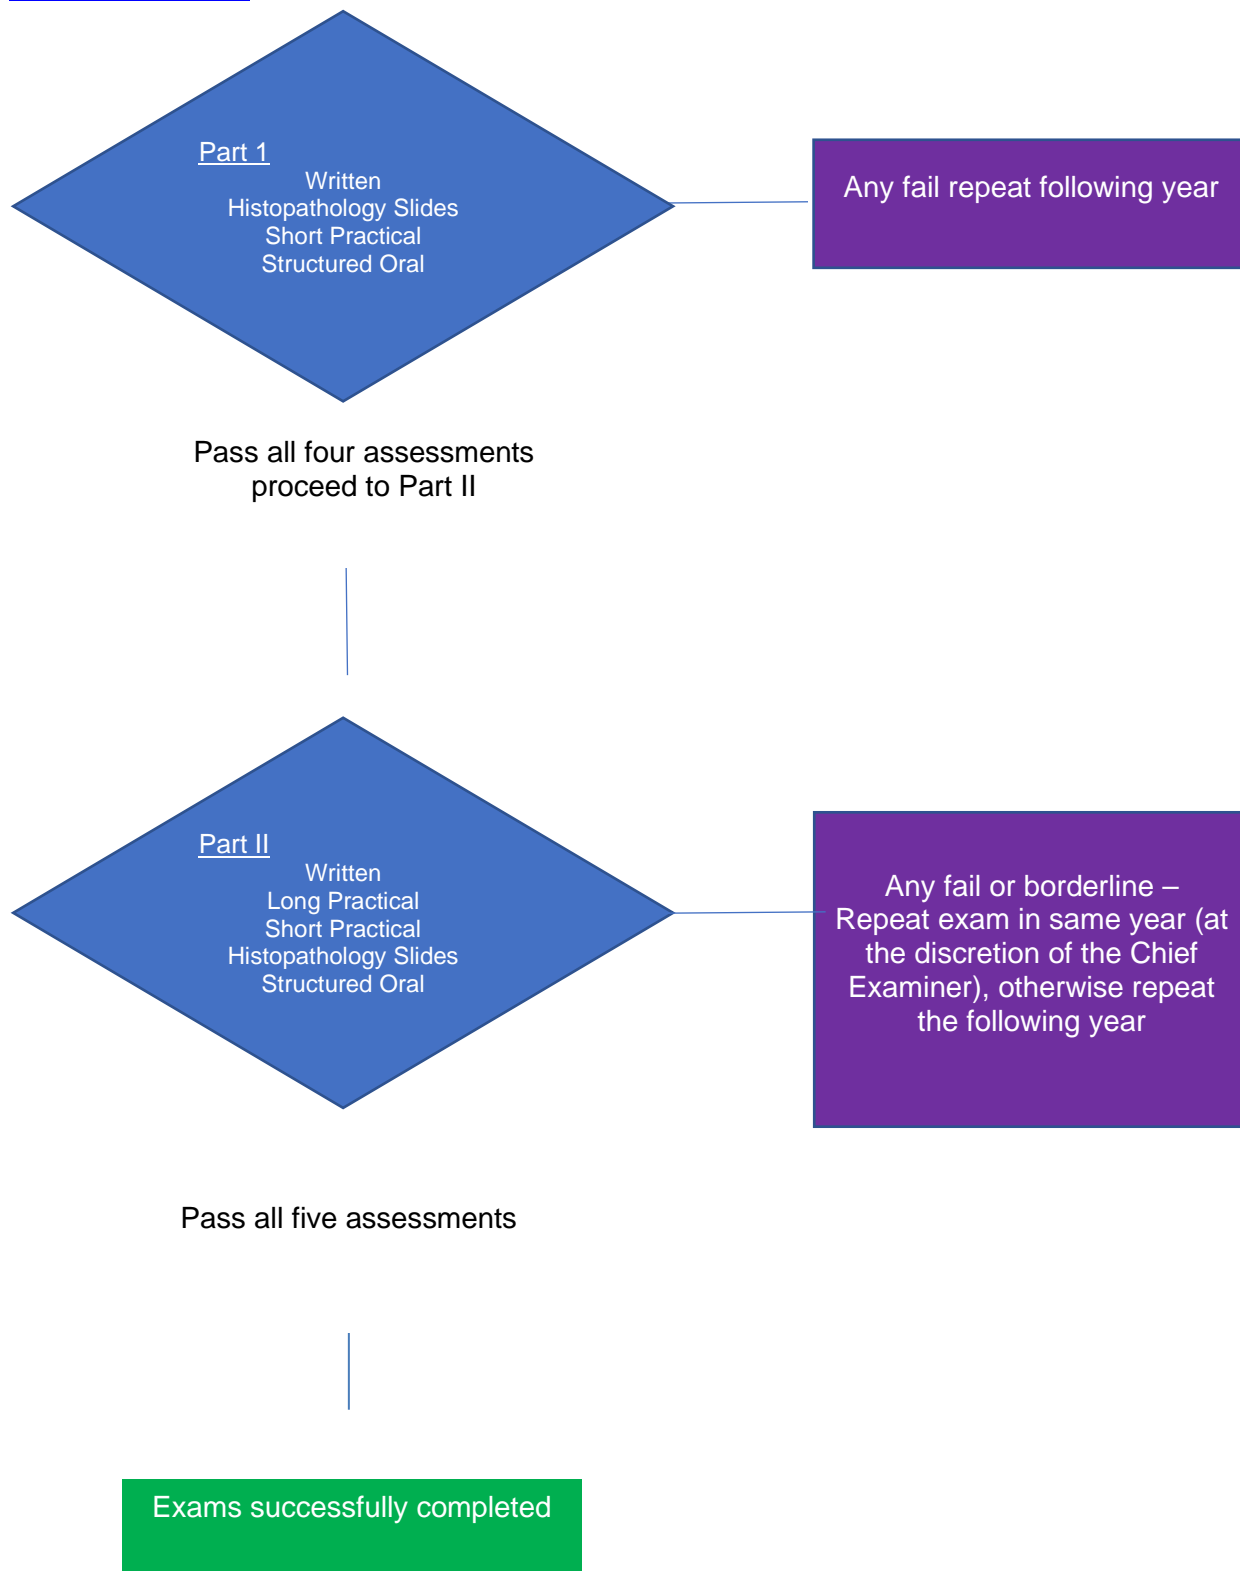 Part 1
Written
Histopathology Slides
Short Practical
Structured Oral
Any fail repeat following year
Pass all four assessments
proceed to Part II
Part II
Written
Long Practical
Short Practical
Histopathology Slides
Structured Oral
Any fail or borderline –
Repeat exam in same year (at
the discretion of the Chief
Examiner), otherwise repeat
the following year
Pass all five assessments
Exams successfully completed